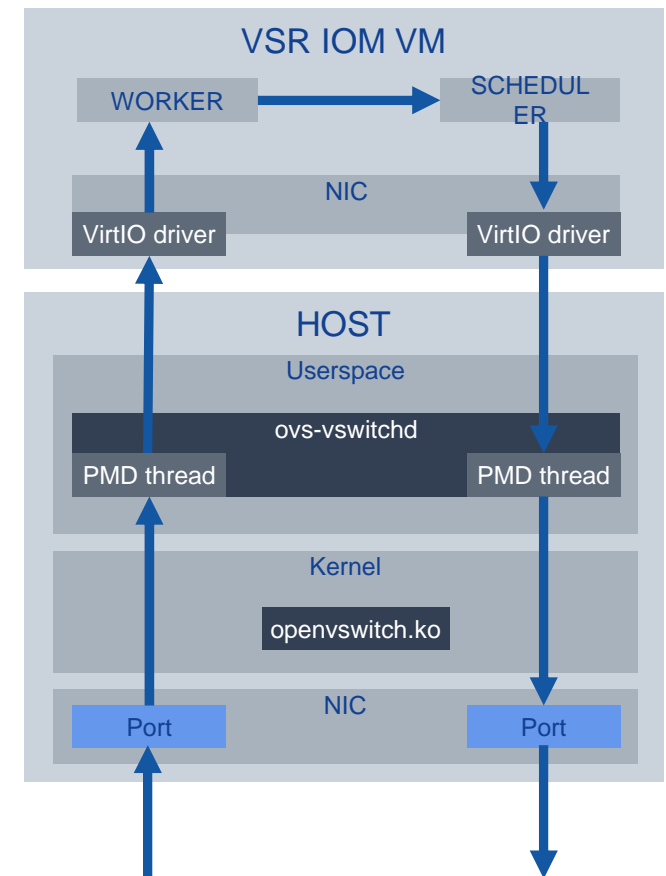 VSR IOM VM
WORKER
SCHEDUL
ER
NIC
VirtIO driver
VirtIO driver
HOST
Userspace
ovs-vswitchd
PMD thread
PMD thread
Kernel
openvswitch.ko
NIC
Port
Port